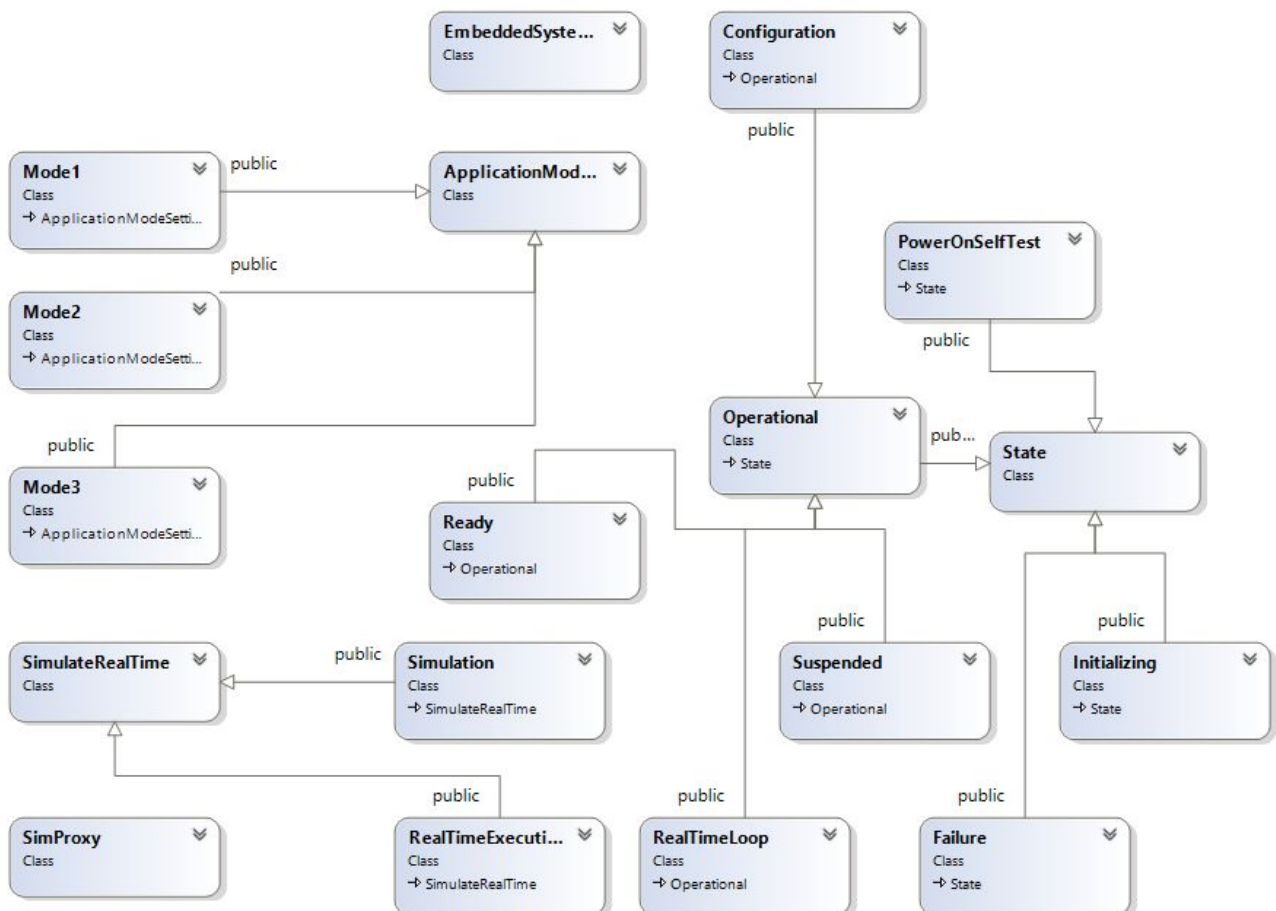 EmbeddedSyste...
Class
Configuration
Class
Operational
public
Mode1
Class
ApplicationModeSetti...
public
ApplicationMod...
Class
public
Mode2
Class
ApplicationModeSetti...
PowerOnSelfTest
Class
State
public
public
Mode3
Class
ApplicationModeSetti...
Operational
Class
State
pub...
State
Class
public
Ready
Class
Operational
SimulateRealTime
Class
public
Simulation
Class
SimulateRealTime
public
Suspended
Class
Operational
public
Initializing
Class
State
SimProxy
Class
public
RealTimeExecuti...
Class
SimulateRealTime
public
RealTimeLoop
Class
Operational
public
Failure
Class
State